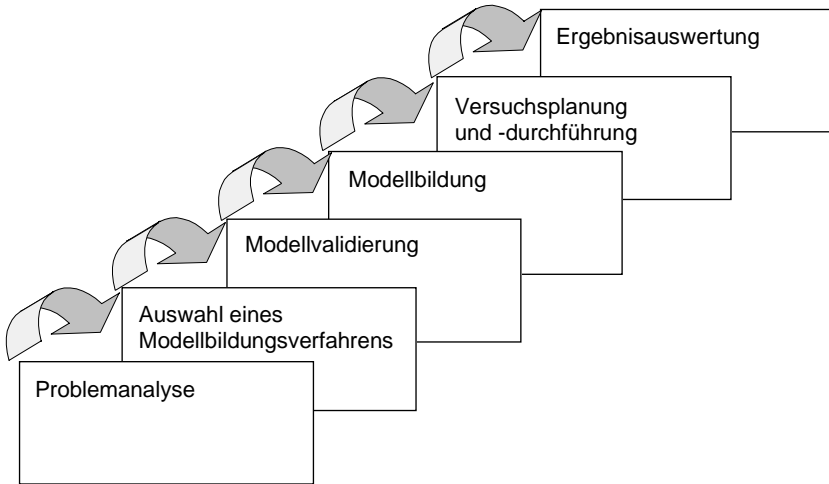 Ergebnisauswertung
Versuchsplanung
und -durchführung
Modellbildung
Modellvalidierung
Auswahl eines
Modellbildungsverfahrens
Problemanalyse